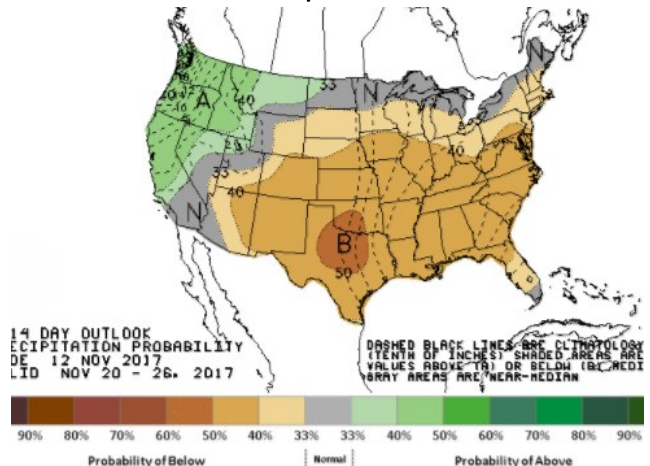 N
33
N
A
40
33
40
40
N
B
50
14 DAY OUTLOOK
ECIPITATION PROBABILITY
DE 12 NOV 2017
LID NOV 20 - 26, 2017
DASHED BLACK LINES ARE CLIMATOLOGY
(TENTH OF INCHES) SHADED AREAS ARE
VALUES ABOVE (A) OR BELOW (B) MEDI
GRAY AREAS ARE NEAR-MEDIAN
90% 80% 70% 60% 50% 40% 33% 33% 40% 50% 60% 70% 80% 90%
Probability of Below Normal Probability of Above